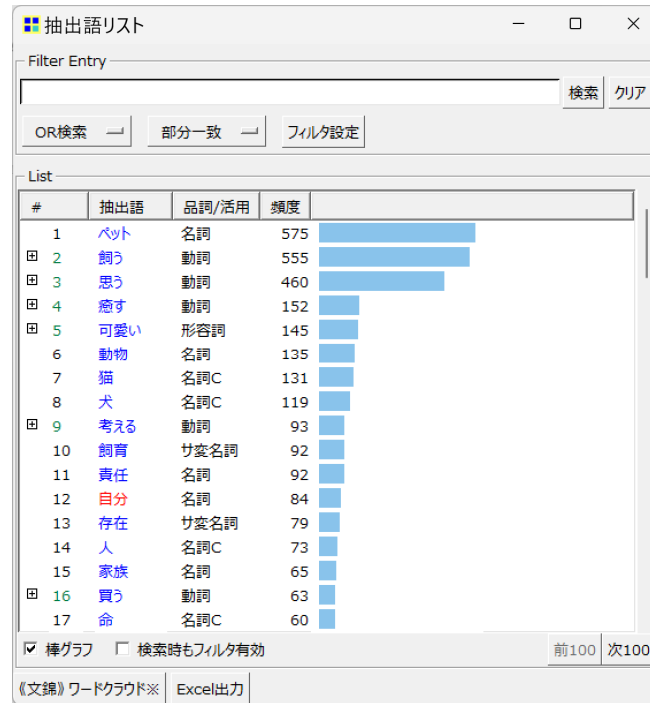 抽出語リスト
Filter Entry
検索 クリア
OR検索 部分一致 フィルタ設定
List
# 抽出語 品詞/活用 頻度
1 ペット 名詞 575
2 飼う 動詞 555
3 思う 動詞 460
4 癒す 動詞 152
5 可愛い 形容詞 145
6 動物 名詞 135
7 猫 名詞C 131
8 犬 名詞C 119
9 考える 動詞 93
10 飼育 サ変名詞 92
11 責任 名詞 92
12 自分 名詞 84
13 存在 サ変名詞 79
14 人 名詞C 73
15 家族 名詞 65
16 買う 動詞 63
17 命 名詞C 60
棒グラフ 検索時もフィルタ有効 前100 次100
《文錦》ワードクラウド※ Excel出力